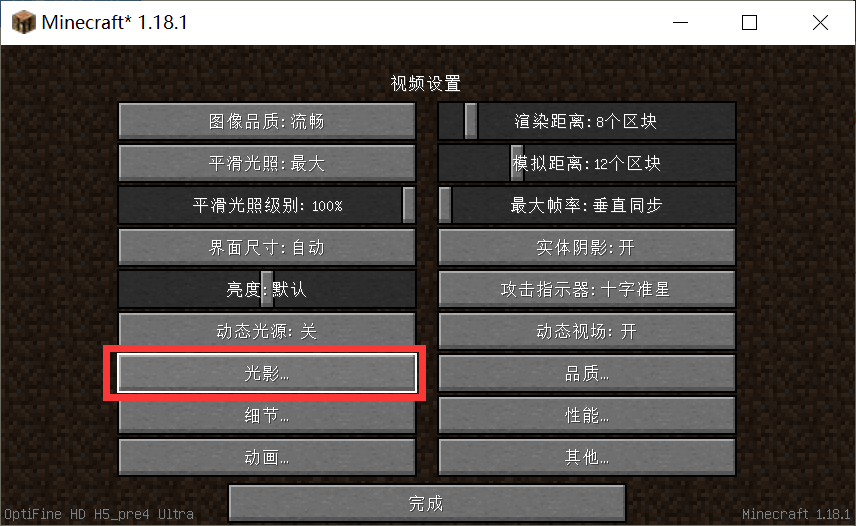 Minecraft* 1.18.1
视频设置
图像品质: 流畅
渲染距离: 8个区块
平滑光照: 最大
模拟距离: 12个区块
平滑光照级别: 100%
最大帧率: 垂直同步
界面尺寸: 自动
实体阴影: 开
亮度: 默认
攻击指示器: 十字准星
动态光源: 关
动态视场: 开
光影...
品质...
细节...
性能...
动画...
其他...
完成
OptiFine HD H5_pre4 Ultra
Minecraft 1.18.1